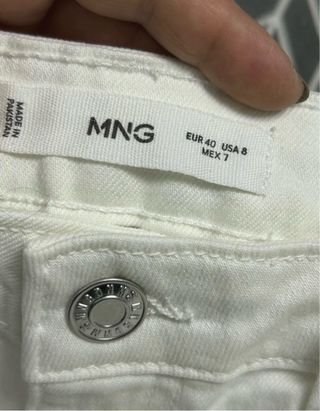 MADE IN
PAKISTAN
MNG
EUR 40 USA 8
MEX 7